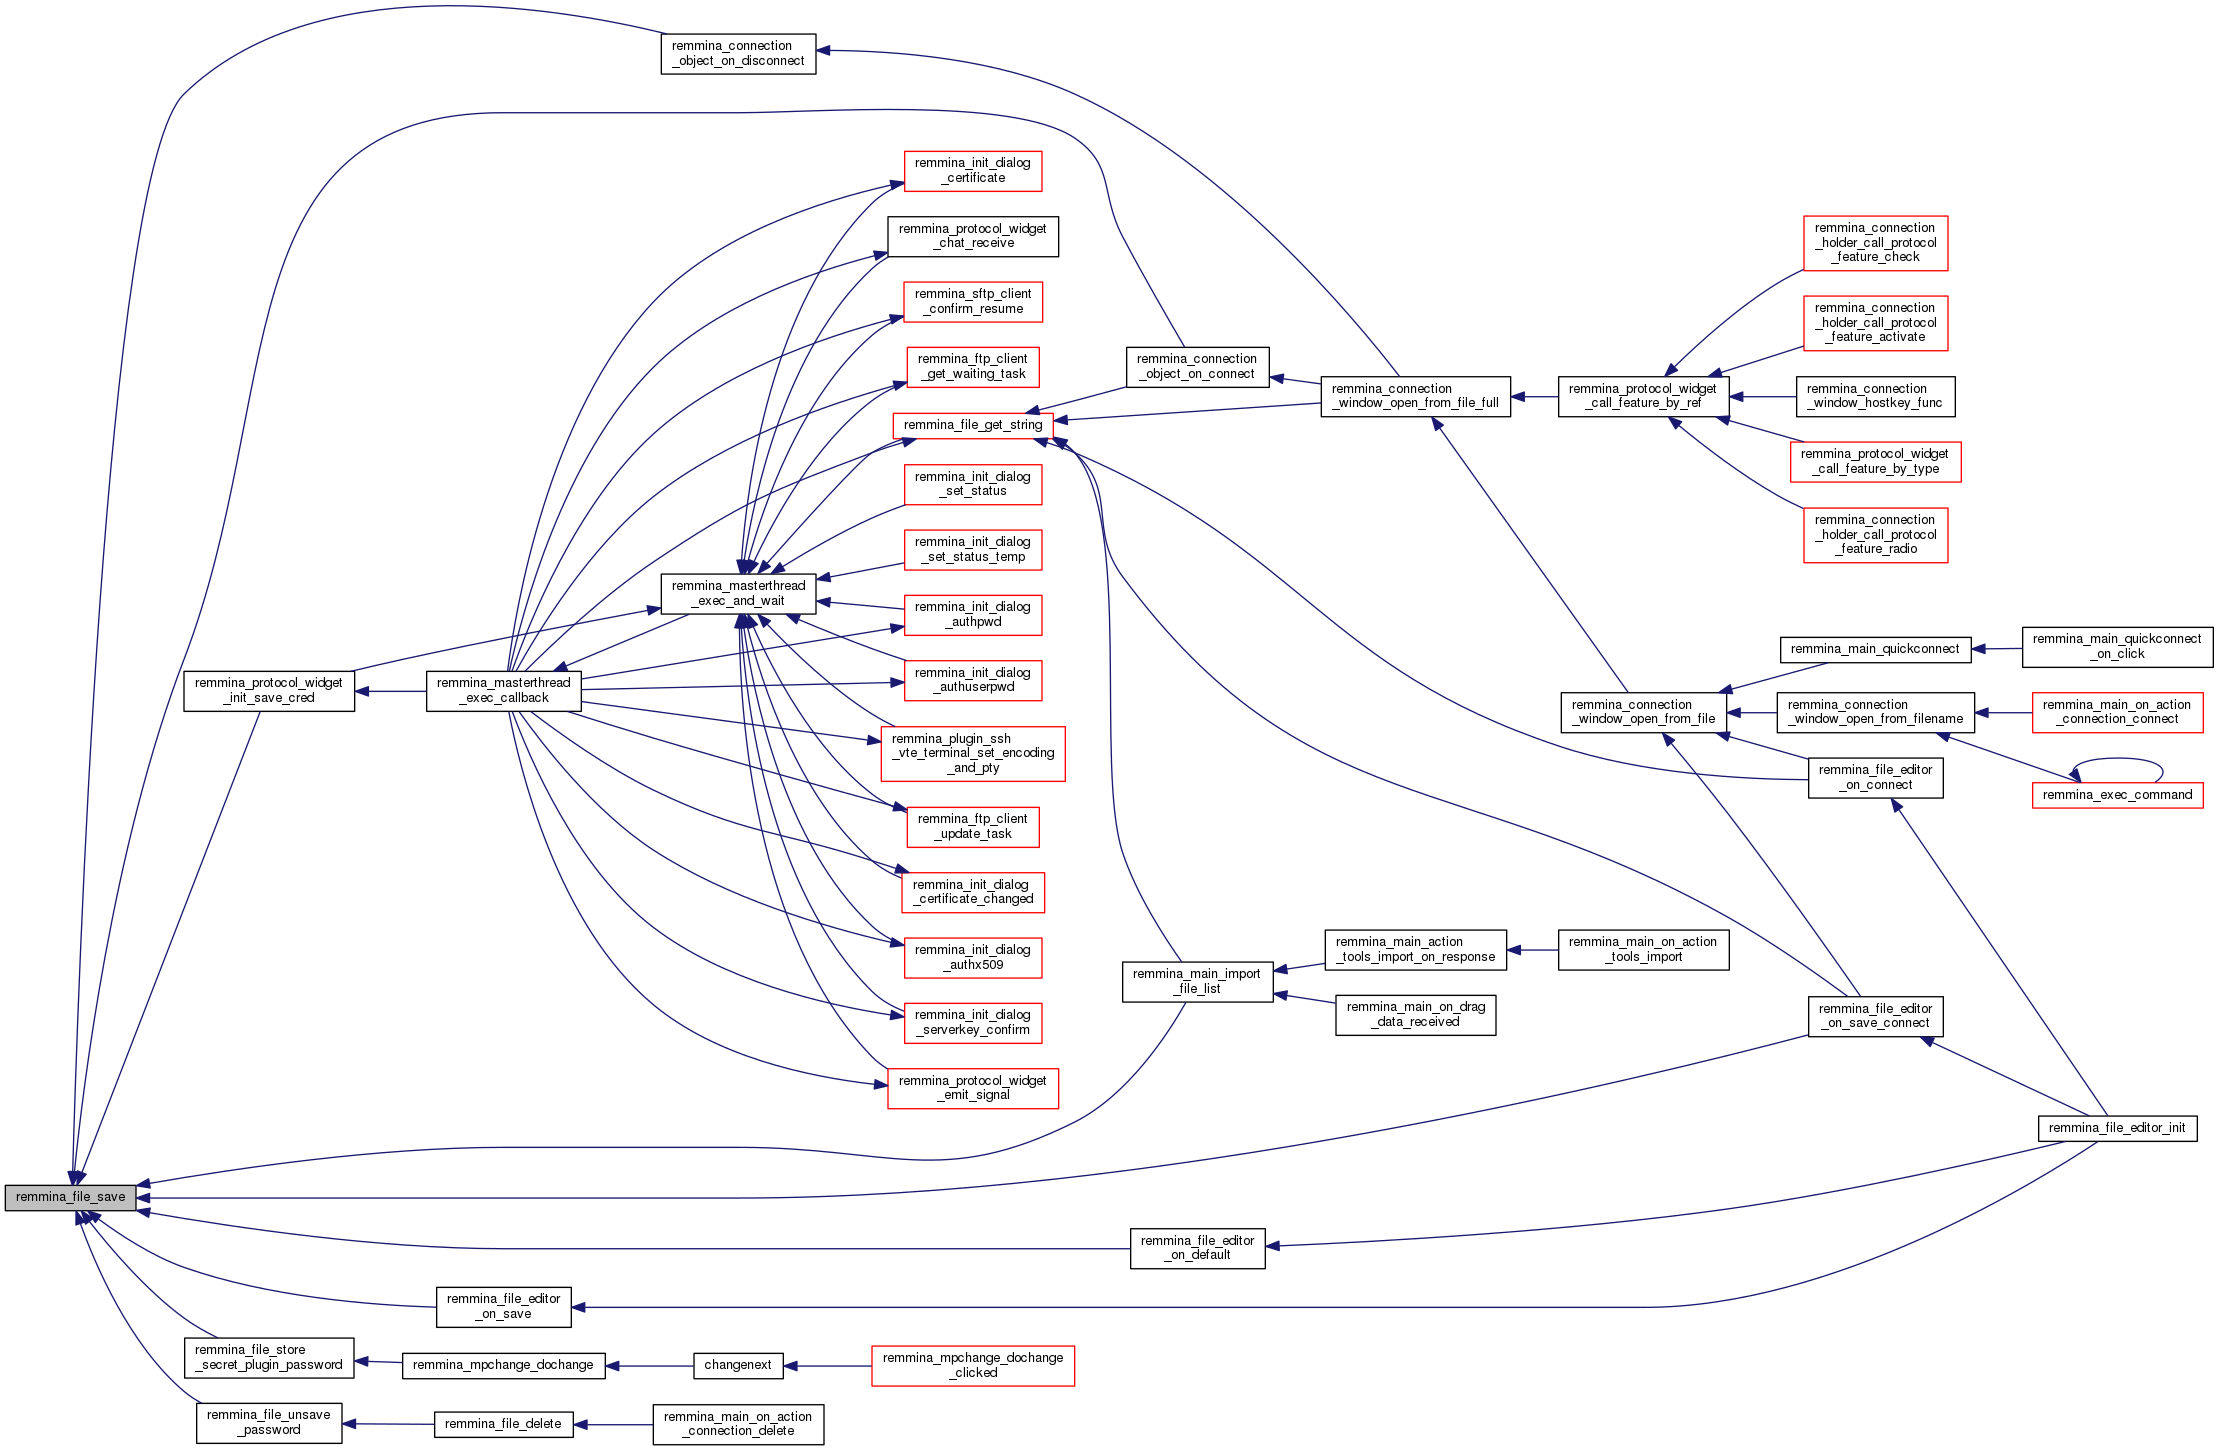 remmina_connection
_object_on_disconnect
remmina_init_dialog
_certificate
remmina_protocol_widget
_chat_receive
remmina_sftp_client
_confirm_resume
remmina_ftp_client
_get_waiting_task
remmina_file_get_string
remmina_init_dialog
_set_status
remmina_init_dialog
_set_status_temp
remmina_masterthread
_exec_and_wait
remmina_init_dialog
_authpwd
remmina_init_dialog
_authuserpwd
remmina_protocol_widget
_init_save_cred
remmina_masterthread
_exec_callback
remmina_plugin_ssh
_vte_terminal_set_encoding
_and_pty
remmina_ftp_client
_update_task
remmina_init_dialog
_certificate_changed
remmina_init_dialog
_authx509
remmina_init_dialog
_serverkey_confirm
remmina_protocol_widget
_emit_signal
remmina_connection
_object_on_connect
remmina_connection
_window_open_from_file_full
remmina_protocol_widget
_call_feature_by_ref
remmina_connection
_holder_call_protocol
_feature_check
remmina_connection
_holder_call_protocol
_feature_activate
remmina_connection
_window_hostkey_func
remmina_protocol_widget
_call_feature_by_type
remmina_connection
_holder_call_protocol
_feature_radio
remmina_main_quickconnect
remmina_main_quickconnect
_on_click
remmina_connection
_window_open_from_file
remmina_connection
_window_open_from_filename
remmina_main_on_action
_connection_connect
remmina_file_editor
_on_connect
remmina_exec_command
remmina_main_import
_file_list
remmina_main_action
_tools_import_on_response
remmina_main_on_action
_tools_import
remmina_main_on_drag
_data_received
remmina_file_editor
_on_save_connect
remmina_file_editor_init
remmina_file_save
remmina_file_editor
_on_default
remmina_file_editor
_on_save
remmina_file_store
_secret_plugin_password
remmina_mpchange_dochange
changenext
remmina_mpchange_dochange
_clicked
remmina_file_unsave
_password
remmina_file_delete
remmina_main_on_action
_connection_delete